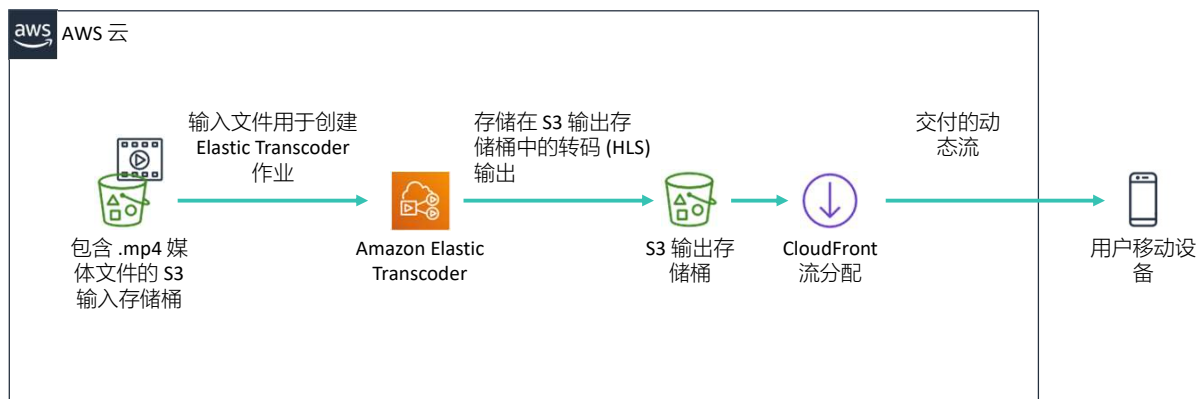 aws
AWS 云
输入文件用于创建
Elastic Transcoder
作业
存储在 S3 输出存
储桶中的转码 (HLS)
输出
交付的动
态流
包含 .mp4 媒
体文件的 S3
输入存储桶
Amazon Elastic
Transcoder
S3 输出存
储桶
CloudFront
流分配
用户移动设
备